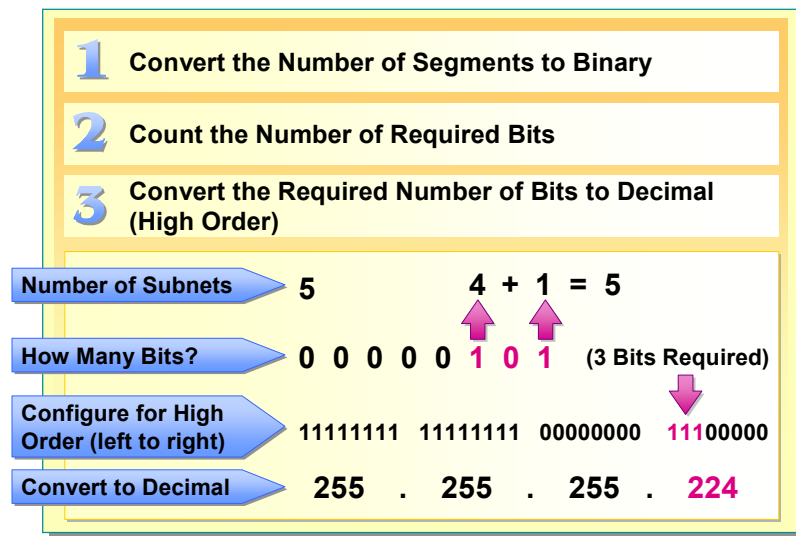 1 Convert the Number of Segments to Binary
2 Count the Number of Required Bits
3 Convert the Required Number of Bits to Decimal
(High Order)
Number of Subnets 5 4 + 1 = 5
How Many Bits? 0 0 0 0 0 1 0 1 (3 Bits Required)
Configure for High
Order (left to right) 11111111 11111111 00000000 11100000
Convert to Decimal 255 . 255 . 255 . 224